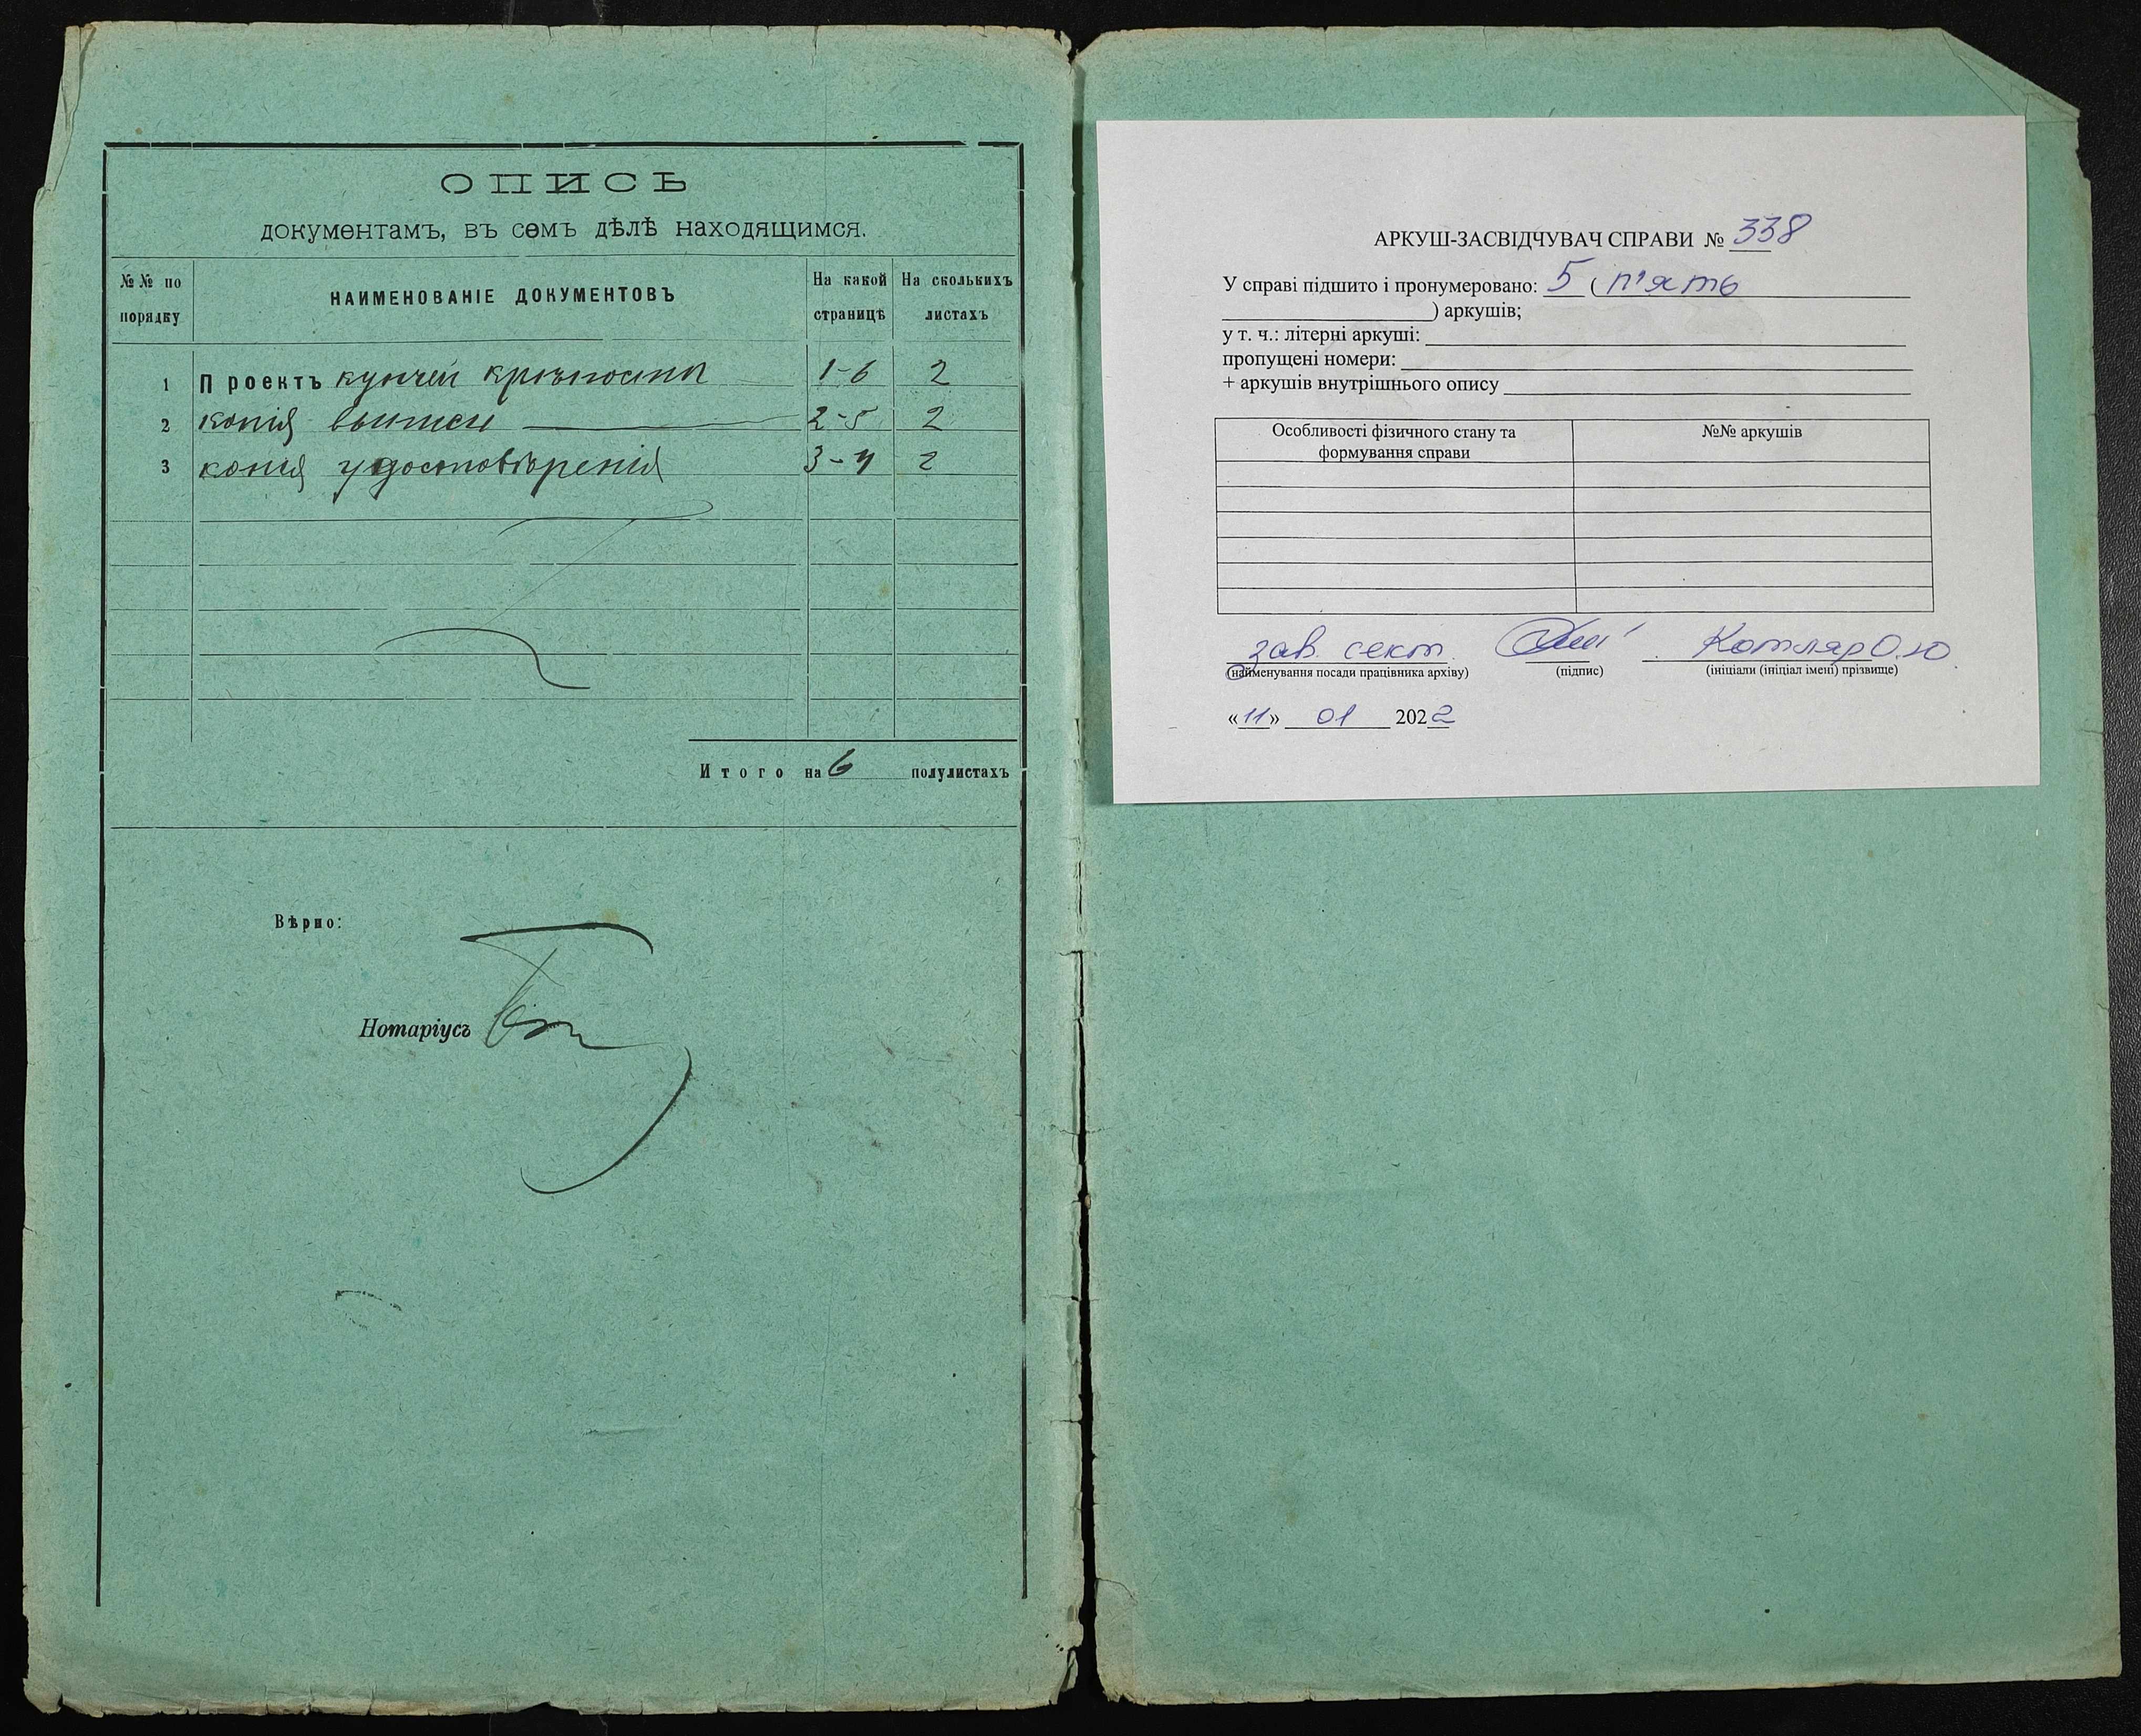 ОПИСЬ
документамъ, въ семъ дѣлѣ находящимся.
№№ по порядку
НАИМЕНОВАНІЕ ДОКУМЕНТОВЪ
На какой страницѣ
На сколькихъ листахъ
1 Проектъ купчей крѣпости 1-6 2
2 копія выписи 2-5 2
3 копія удостовѣренія 3-4 2
Итого на 6 полулистахъ
Вѣрно:
Нотаріусъ
АРКУШ-ЗАСВІДЧУВАЧ СПРАВИ № 338
У справі підшито і пронумеровано: 5 ( п'ять
) аркушів;
у т. ч.: літерні аркуші:
пропущені номери:
+ аркушів внутрішнього опису
Особливості фізичного стану та формування справи
№№ аркушів
зав. сект. Котляр О.Ю.
(найменування посади працівника архіву) (підпис) (ініціали (ініціал імені) прізвище)
«11» 01 2022